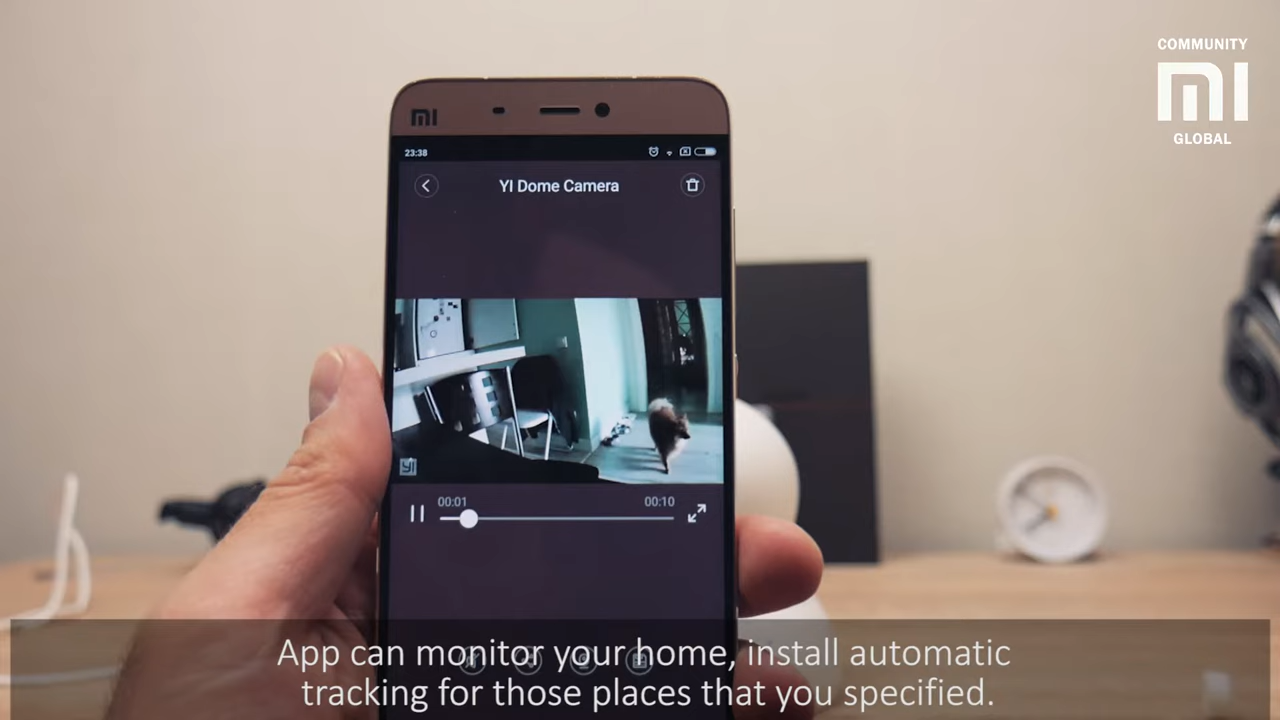 COMMUNITY
MI
GLOBAL
MI
23:38
YI Dome Camera
YI
00:01
00:10
App can monitor your home, install automatic
tracking for those places that you specified.